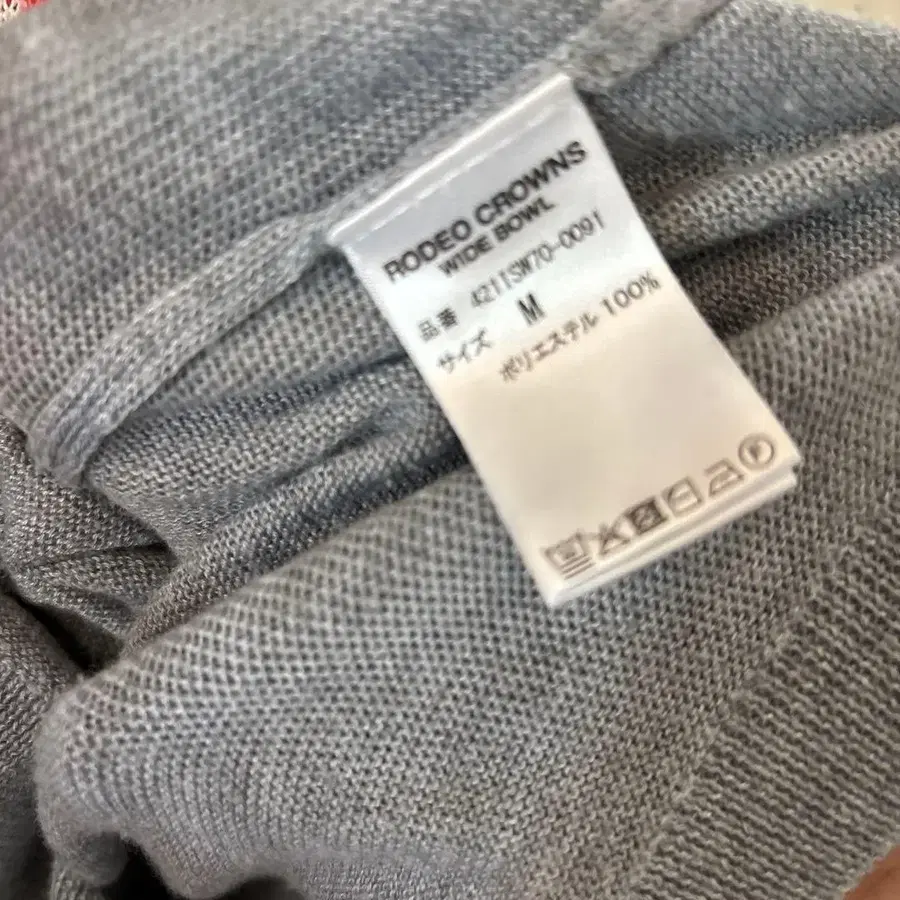 RODEO CROWNS
WIDE BOWL
品番 421ISW70-0091
サイズ M
ポリエステル 100%